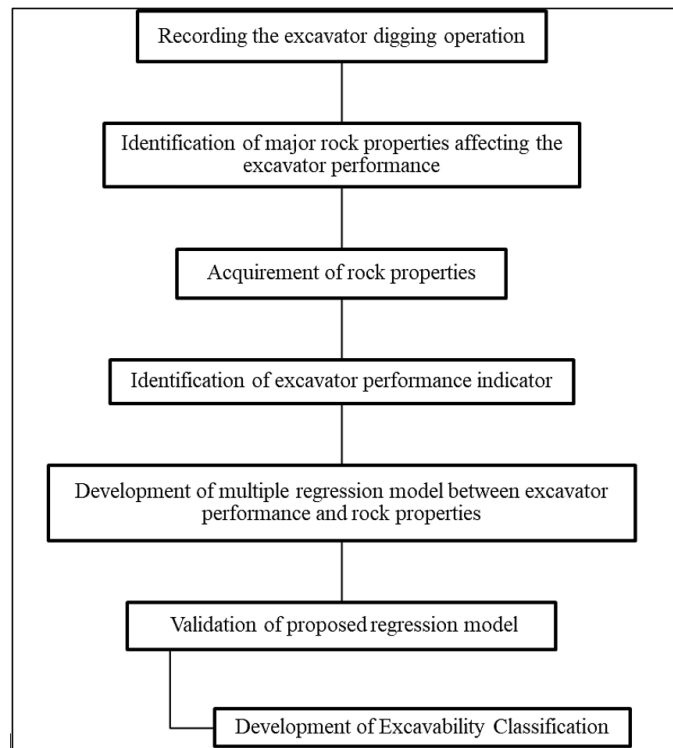 Recording the excavator digging operation
Identification of major rock properties affecting the
excavator performance
Acquirement of rock properties
Identification of excavator performance indicator
Development of multiple regression model between excavator
performance and rock properties
Validation of proposed regression model
Development of Excavability Classification